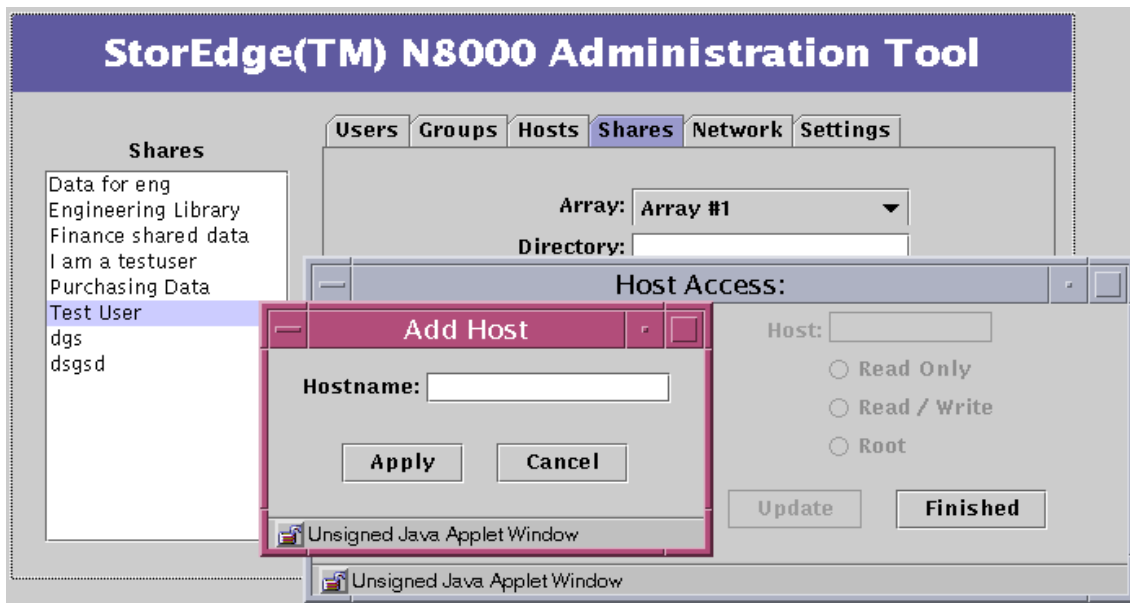 StorEdge(TM) N8000 Administration Tool
Users Groups Hosts Shares Network Settings
Shares
Data for eng
Engineering Library
Finance shared data
I am a testuser
Purchasing Data
Test User
dgs
dsgsd
Array: Array #1
Directory:
Host Access:
Host:
Read Only
Read / Write
Root
Update Finished
Unsigned Java Applet Window
Add Host
Hostname:
Apply Cancel
Unsigned Java Applet Window